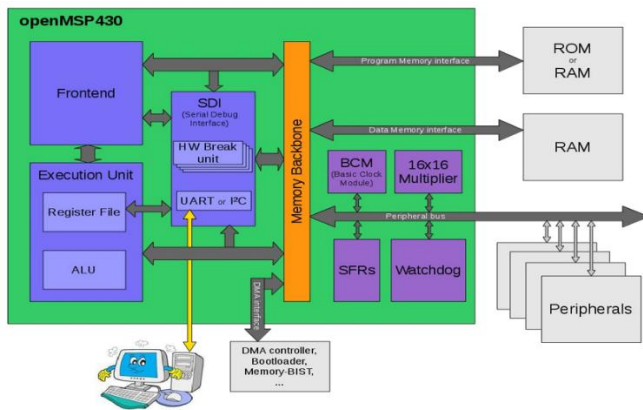 openMSP430
Frontend
SDI
(Serial Debug
Interface)
HW Break
unit
UART or I²C
Execution Unit
Register File
ALU
Memory Backbone
Program Memory interface
Data Memory interface
BCM
(Basic Clock
Module)
16x16
Multiplier
Peripheral bus
SFRs
Watchdog
ROM
or
RAM
RAM
Peripherals
DMA interface
DMA controller,
Bootloader,
Memory-BIST,
...